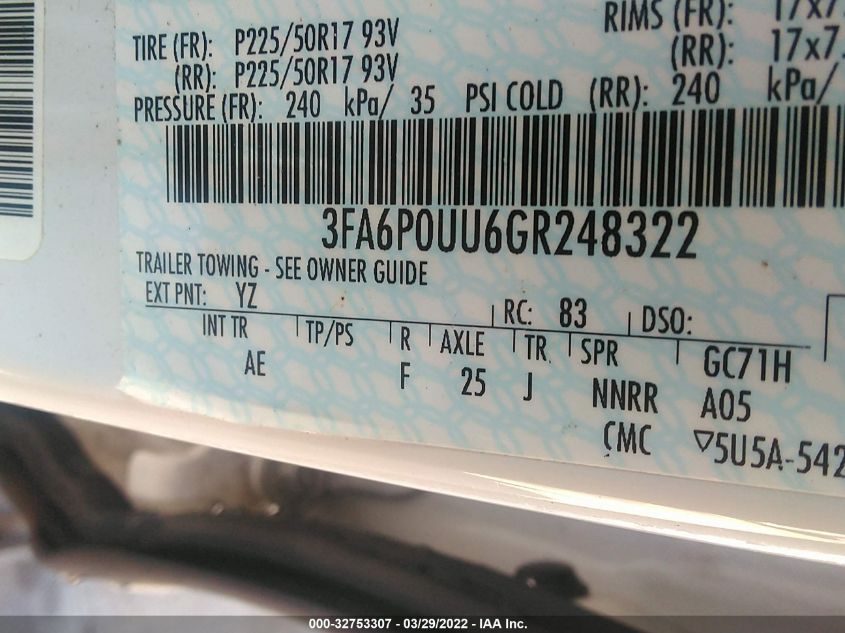 RIMS (FR): 17x7.
TIRE (FR): P225/50R17 93V
(RR): 17x7.
(RR): P225/50R17 93V
PRESSURE (FR): 240 kPa/ 35 PSI COLD (RR): 240 kPa/
3FA6P0UU6GR248322
TRAILER TOWING - SEE OWNER GUIDE
EXT PNT: YZ RC: 83 DSO:
INT TR TP/PS R AXLE TR SPR GC71H
AE F 25 J NNRR A05
CMC ▽5U5A-542
000-32753307 - 03/29/2022 - IAA Inc.